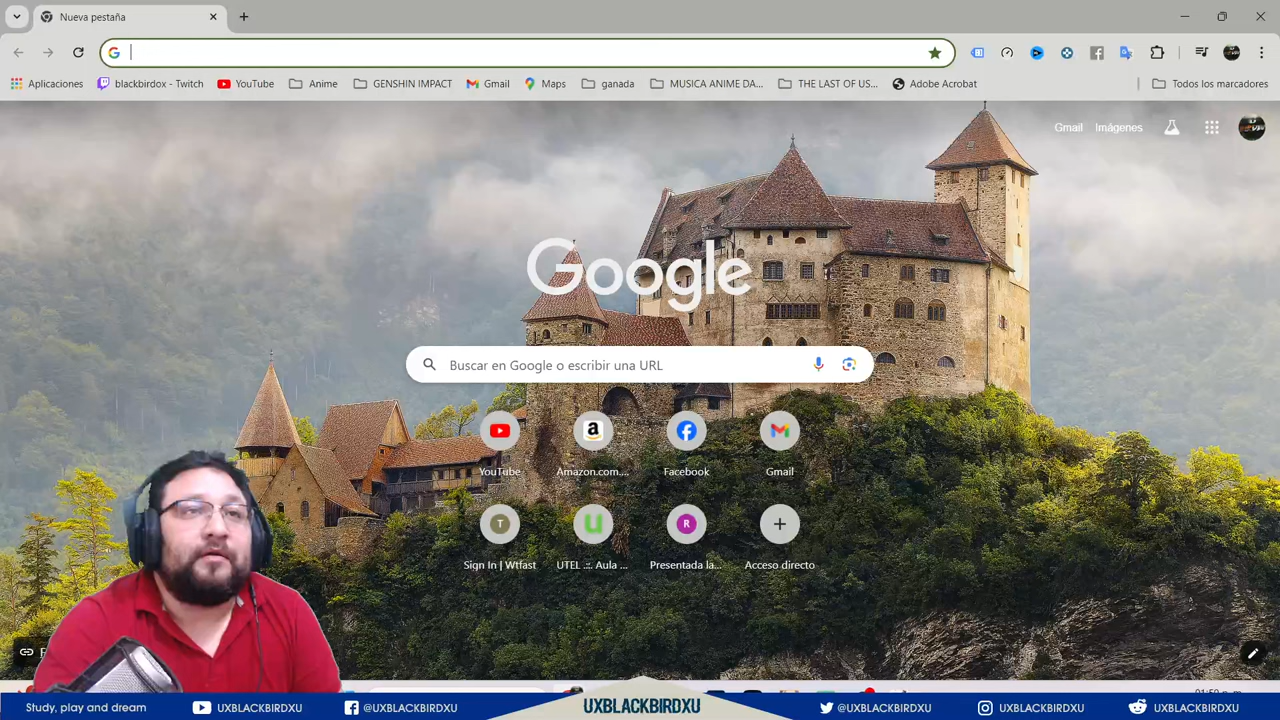 Nueva pestaña
Aplicaciones
blackbirdox - Twitch
YouTube
Anime
GENSHIN IMPACT
Gmail
Maps
ganada
MUSICA ANIME DA...
THE LAST OF US...
Adobe Acrobat
Todos los marcadores
Gmail
Imágenes
Google
Buscar en Google o escribir una URL
YouTube
Amazon.com....
Facebook
Gmail
T
R
Sign In | Wtfast
UTEL .::. Aula ...
Presentada la...
Acceso directo
Study, play and dream
UXBLACKBIRDXU
@UXBLACKBIRDXU
UXBLACKBIRDXU
@UXBLACKBIRDXU
UXBLACKBIRDXU
UXBLACKBIRDXU